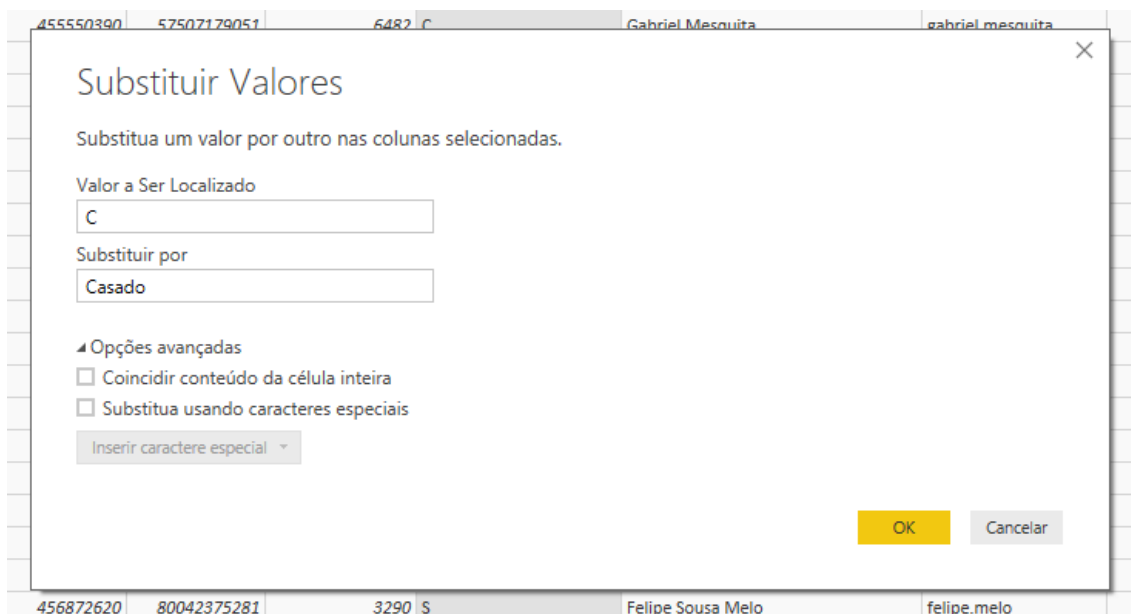 455550390 57507179051 6482 C Gabriel Mesquita gabriel.mesquita
Substituir Valores
Substitua um valor por outro nas colunas selecionadas.
Valor a Ser Localizado
C
Substituir por
Casado
Opções avançadas
Coincidir conteúdo da célula inteira
Substitua usando caracteres especiais
Inserir caractere especial
OK Cancelar
456872620 80042375281 3290 S Felipe Sousa Melo felipe.melo